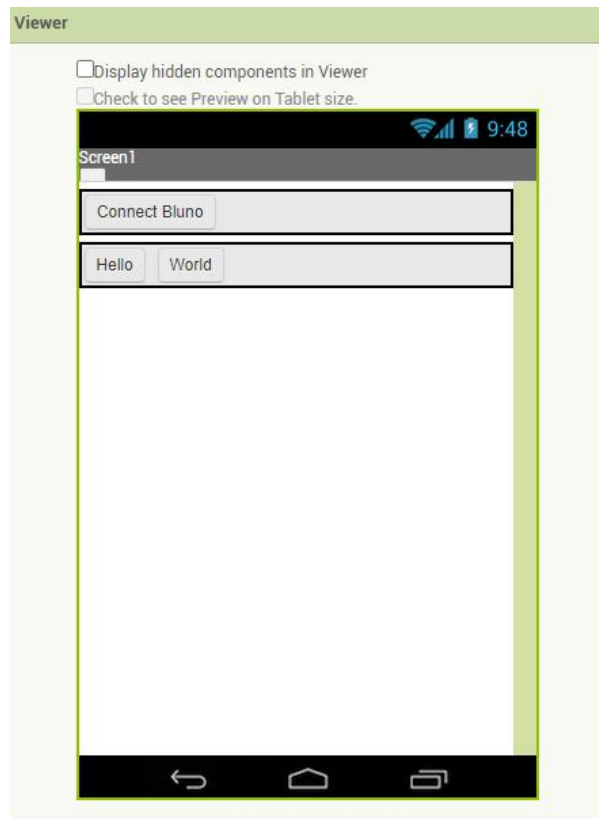 Viewer
Display hidden components in Viewer
Check to see Preview on Tablet size.
9:48
Screen1
Connect Bluno
Hello World